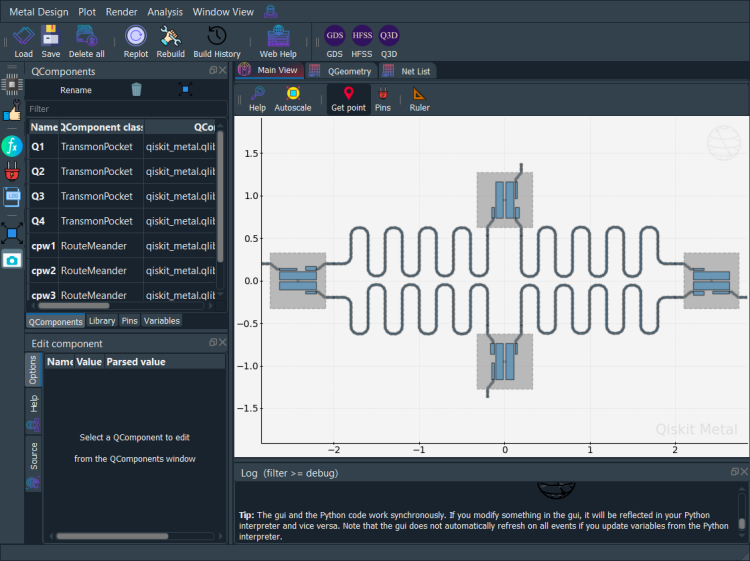 Metal Design Plot Render Analysis Window View
Load Save Delete all Replot Rebuild Build History Web Help GDS HFSS Q3D
GDS HFSS Q3D
QComponents
Rename
Filter
Name QComponent class QCo
Q1 TransmonPocket qiskit_metal.qlib
Q2 TransmonPocket qiskit_metal.qlib
Q3 TransmonPocket qiskit_metal.qlib
Q4 TransmonPocket qiskit_metal.qlib
cpw1 RouteMeander qiskit_metal.qlib
cpw2 RouteMeander qiskit_metal.qlib
cpw3 RouteMeander qiskit_metal.qlib
QComponents Library Pins Variables
Edit component
Options
Help
Source
Name Value Parsed value
Select a QComponent to edit
from the QComponents window
Main View QGeometry Net List
Help Autoscale Get point Pins Ruler
1.5
1.0
0.5
0.0
−0.5
−1.0
−1.5
−2 −1 0 1 2
Qiskit Metal
Log (filter >= debug)
Tip: The gui and the Python code work synchronously. If you modify something in the gui, it will be reflected in your Python
interpreter and vice versa. Note that the gui does not automatically refresh on all events if you update variables from the Python
interpreter.